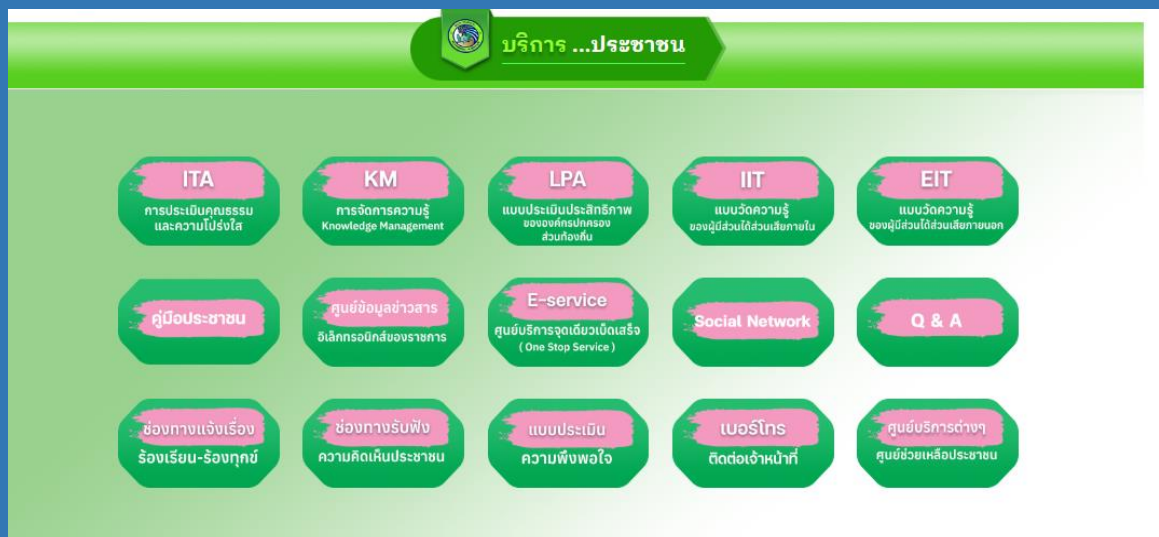 บริการ ...ประชาชน
ITA
การประเมินคุณธรรม
และความโปร่งใส
KM
การจัดการความรู้
Knowledge Management
LPA
แบบประเมินประสิทธิภาพ
ขององค์กรปกครอง
ส่วนท้องถิ่น
IIT
แบบวัดความรู้
ของผู้มีส่วนได้ส่วนเสียภายใน
EIT
แบบวัดความรู้
ของผู้มีส่วนได้ส่วนเสียภายนอก
คู่มือประชาชน
ศูนย์ข้อมูลข่าวสาร
อิเล็กทรอนิกส์ของราชการ
E-service
ศูนย์บริการจุดเดียวเบ็ดเสร็จ
( One Stop Service )
Social Network
Q & A
ช่องทางแจ้งเรื่อง
ร้องเรียน-ร้องทุกข์
ช่องทางรับฟัง
ความคิดเห็นประชาชน
แบบประเมิน
ความพึงพอใจ
เบอร์โทร
ติดต่อเจ้าหน้าที่
ศูนย์บริการต่างๆ
ศูนย์ช่วยเหลือประชาชน